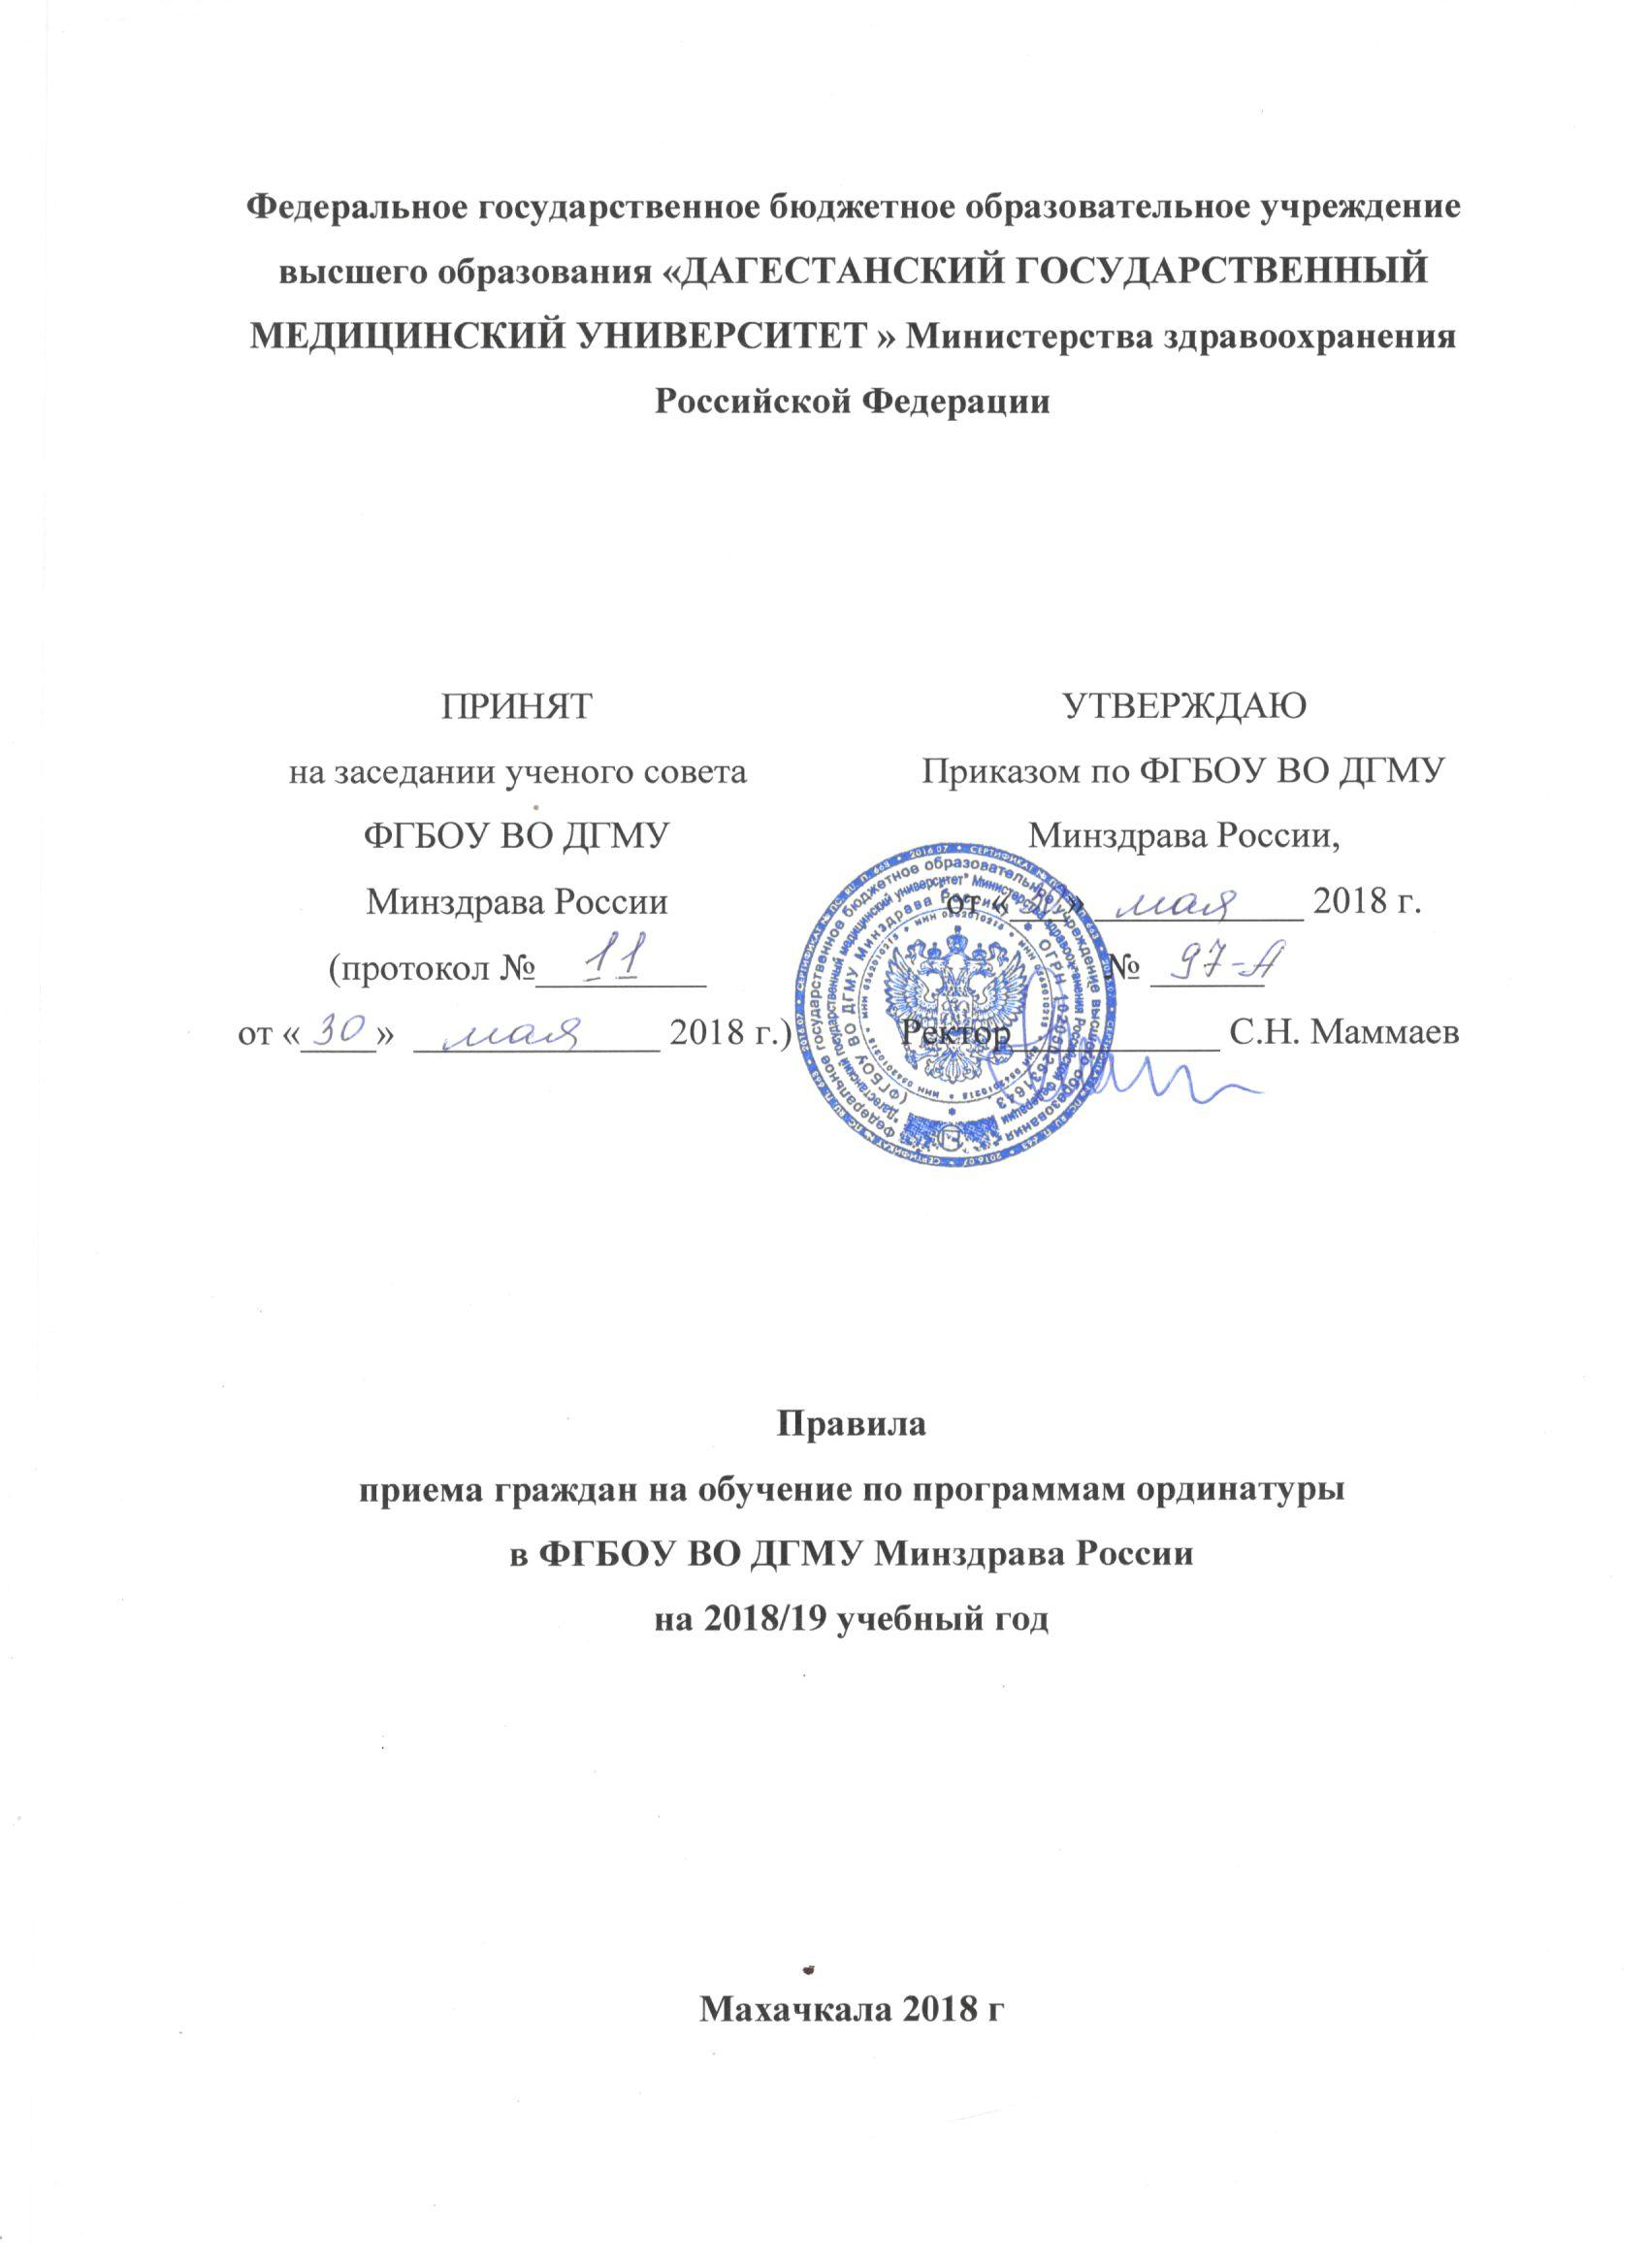 Федеральное государственное бюджетное образовательное учреждение
высшего образования «ДАГЕСТАНСКИЙ ГОСУДАРСТВЕННЫЙ
МЕДИЦИНСКИЙ УНИВЕРСИТЕТ » Министерства здравоохранения
Российской Федерации
ПРИНЯТ
на заседании ученого совета
ФГБОУ ВО ДГМУ
Минздрава России
(протокол № 11
от « 30 » мая 2018 г.)
УТВЕРЖДАЮ
Приказом по ФГБОУ ВО ДГМУ
Минздрава России,
от « 30 » мая 2018 г.
№ 97-А
Ректор С.Н. Маммаев
Правила
приема граждан на обучение по программам ординатуры
в ФГБОУ ВО ДГМУ Минздрава России
на 2018/19 учебный год
Махачкала 2018 г